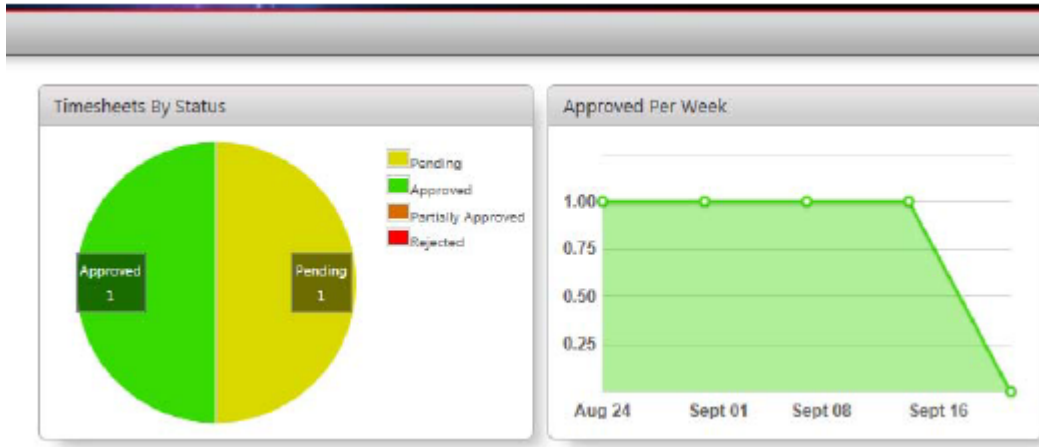 Timesheets By Status
Pending
Approved
Partially Approved
Rejected
Approved
1
Pending
1
Approved Per Week
1.00
0.75
0.50
0.25
Aug 24 Sept 01 Sept 08 Sept 16